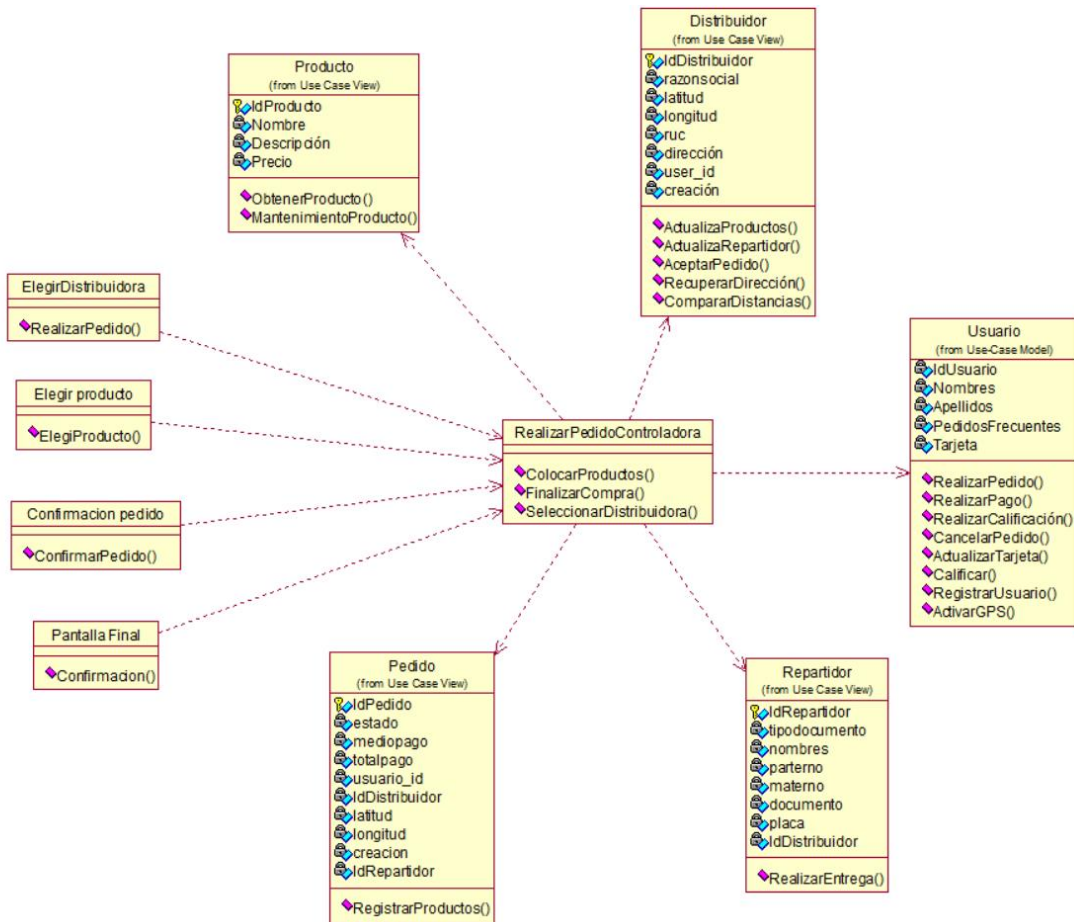 Distribuidor
(from Use Case View)
IdDistribuidor
razonsocial
latitud
longitud
ruc
dirección
user_id
creación
ActualizaProductos()
ActualizaRepartidor()
AceptarPedido()
RecuperarDirección()
CompararDistancias()
Producto
(from Use Case View)
IdProducto
Nombre
Descripción
Precio
ObtenerProducto()
MantenimientoProducto()
ElegirDistribuidora
RealizarPedido()
Elegir producto
ElegiProducto()
Confirmacion pedido
ConfirmarPedido()
Pantalla Final
Confirmacion()
RealizarPedidoControladora
ColocarProductos()
FinalizarCompra()
SeleccionarDistribuidora()
Usuario
(from Use-Case Model)
IdUsuario
Nombres
Apellidos
PedidosFrecuentes
Tarjeta
RealizarPedido()
RealizarPago()
RealizarCalificación()
CancelarPedido()
ActualizarTarjeta()
Calificar()
RegistrarUsuario()
ActivarGPS()
Pedido
(from Use Case View)
IdPedido
estado
mediopago
totalpago
usuario_id
IdDistribuidor
latitud
longitud
creacion
IdRepartidor
RegistrarProductos()
Repartidor
(from Use Case View)
IdRepartidor
tipodocumento
nombres
parterno
materno
documento
placa
IdDistribuidor
RealizarEntrega()